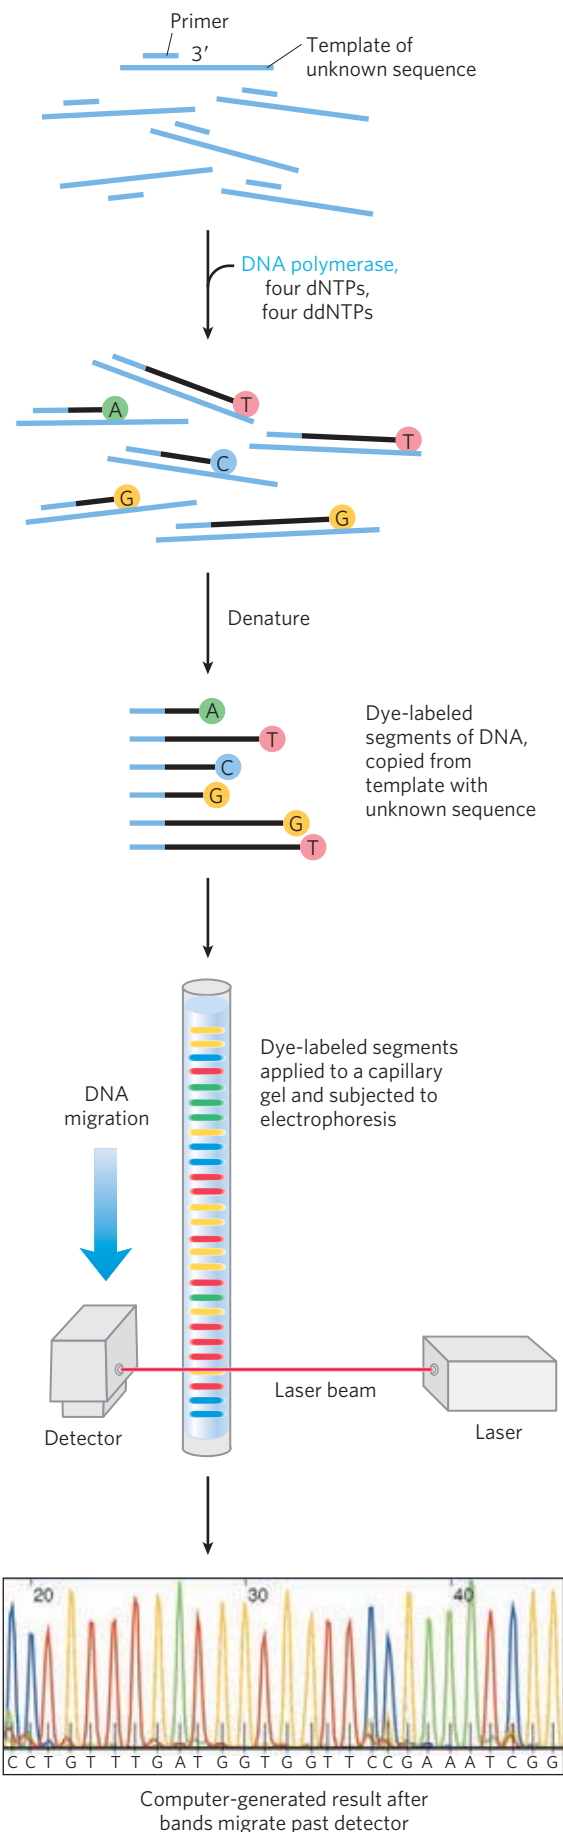 Primer
3′
Template of
unknown sequence
DNA polymerase,
four dNTPs,
four ddNTPs
A
T
T
C
G
G
Denature
A
T
C
G
G
T
Dye-labeled
segments of DNA,
copied from
template with
unknown sequence
Dye-labeled segments
applied to a capillary
gel and subjected to
electrophoresis
DNA
migration
Laser beam
Detector
Laser
20 30 40
C C T G T T T G A T G G T G G T T C C G A A A T C G G
Computer-generated result after
bands migrate past detector